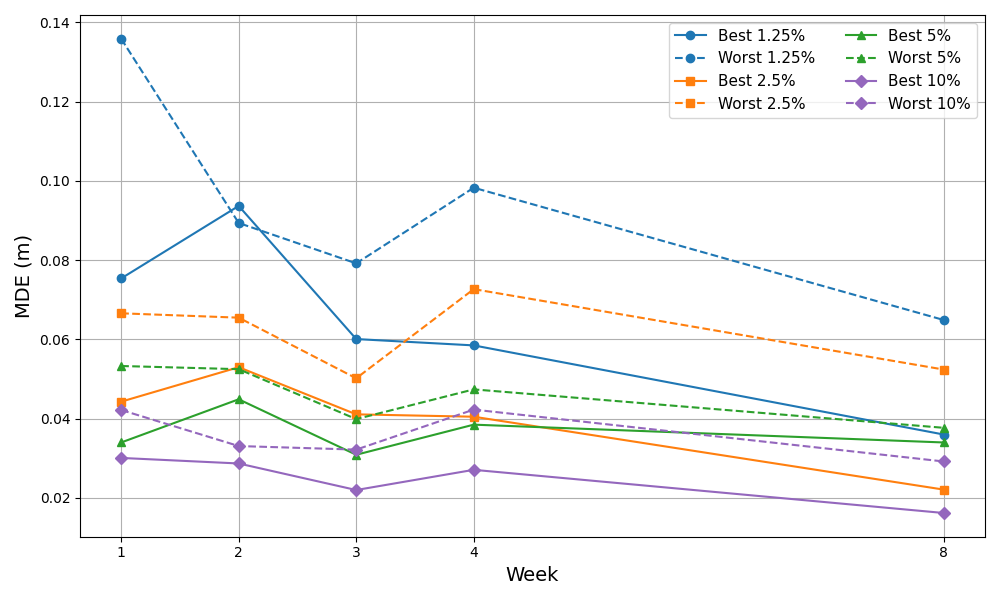 0.14
0.12
0.10
0.08
0.06
0.04
0.02
MDE (m)
1 2 3 4 8
Week
Best 1.25%
Worst 1.25%
Best 2.5%
Worst 2.5%
Best 5%
Worst 5%
Best 10%
Worst 10%